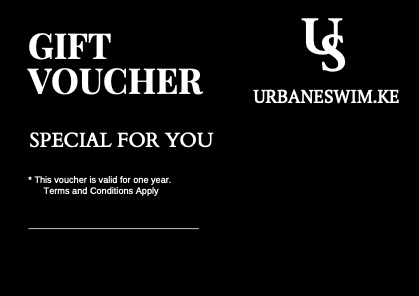 GIFT
VOUCHER
US
URBANESWIM.KE
SPECIAL FOR YOU
* This voucher is valid for one year.
Terms and Conditions Apply